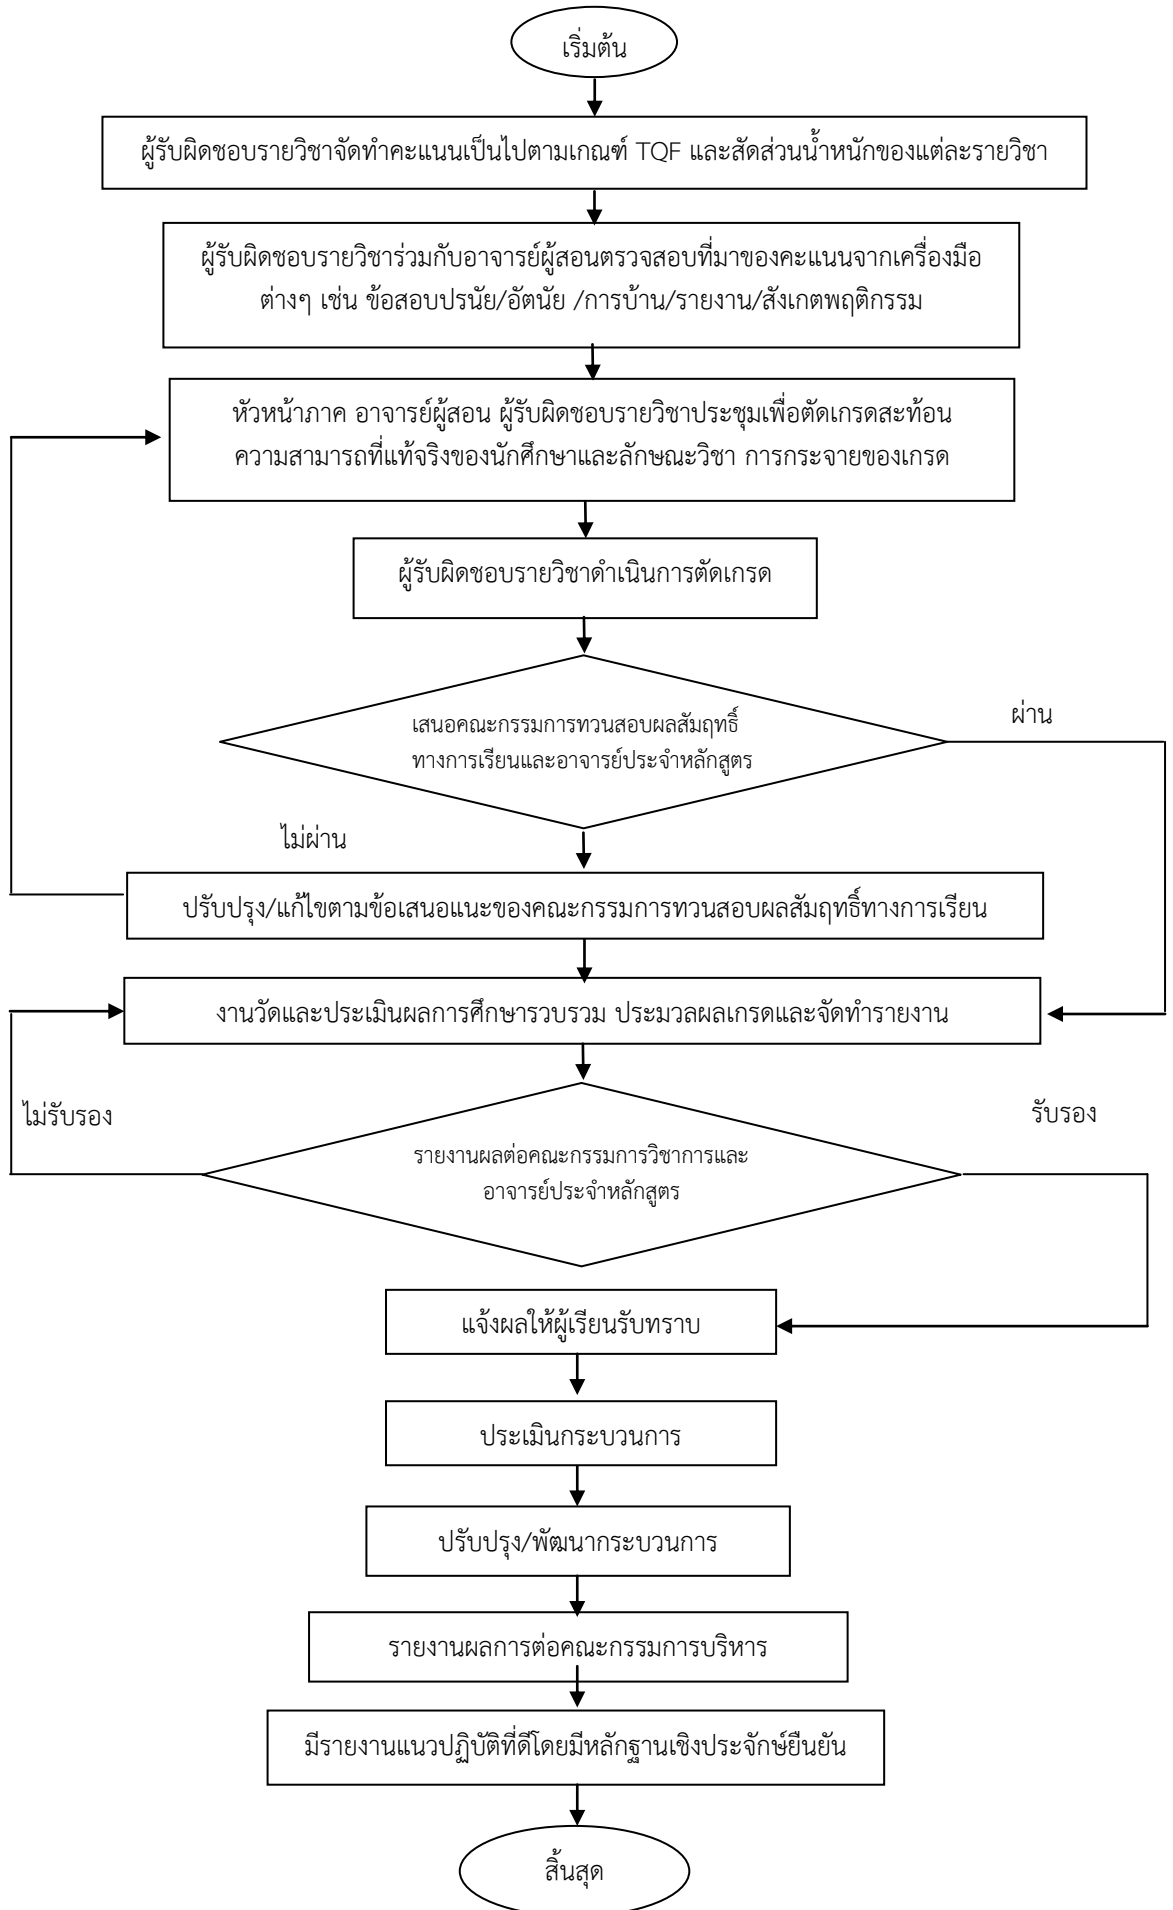 เริ่มต้น
ผู้รับผิดชอบรายวิชาจัดทำคะแนนเป็นไปตามเกณฑ์ TQF และสัดส่วนน้ำหนักของแต่ละรายวิชา
ผู้รับผิดชอบรายวิชาร่วมกับอาจารย์ผู้สอนตรวจสอบที่มาของคะแนนจากเครื่องมือ
ต่างๆ เช่น ข้อสอบปรนัย/อัตนัย /การบ้าน/รายงาน/สังเกตพฤติกรรม
หัวหน้าภาค อาจารย์ผู้สอน ผู้รับผิดชอบรายวิชาประชุมเพื่อตัดเกรดสะท้อน
ความสามารถที่แท้จริงของนักศึกษาและลักษณะวิชา การกระจายของเกรด
ผู้รับผิดชอบรายวิชาดำเนินการตัดเกรด
ผ่าน
เสนอคณะกรรมการทวนสอบผลสัมฤทธิ์
ทางการเรียนและอาจารย์ประจำหลักสูตร
ไม่ผ่าน
ปรับปรุง/แก้ไขตามข้อเสนอแนะของคณะกรรมการทวนสอบผลสัมฤทธิ์ทางการเรียน
งานวัดและประเมินผลการศึกษารวบรวม ประมวลผลเกรดและจัดทำรายงาน
ไม่รับรอง
รับรอง
รายงานผลต่อคณะกรรมการวิชาการและ
อาจารย์ประจำหลักสูตร
แจ้งผลให้ผู้เรียนรับทราบ
ประเมินกระบวนการ
ปรับปรุง/พัฒนากระบวนการ
รายงานผลการต่อคณะกรรมการบริหาร
มีรายงานแนวปฏิบัติที่ดีโดยมีหลักฐานเชิงประจักษ์ยืนยัน
สิ้นสุด